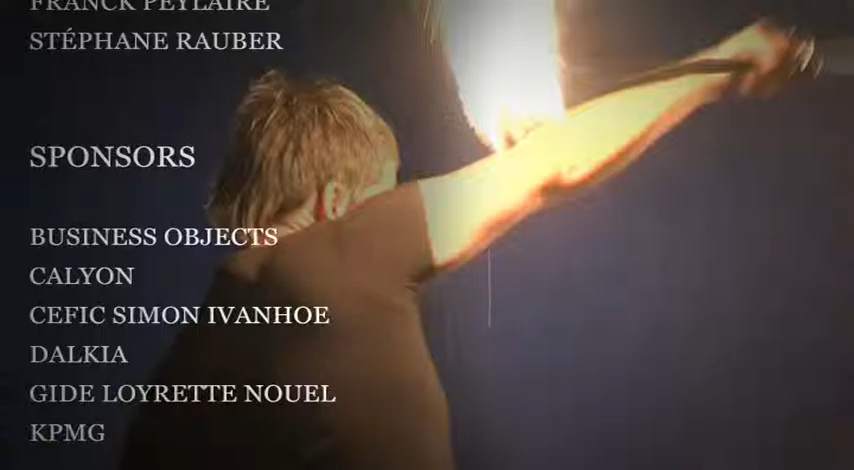 FRANCK PEYLAIRE
STÉPHANE RAUBER
SPONSORS
BUSINESS OBJECTS
CALYON
CEFIC SIMON IVANHOE
DALKIA
GIDE LOYRETTE NOUEL
KPMG